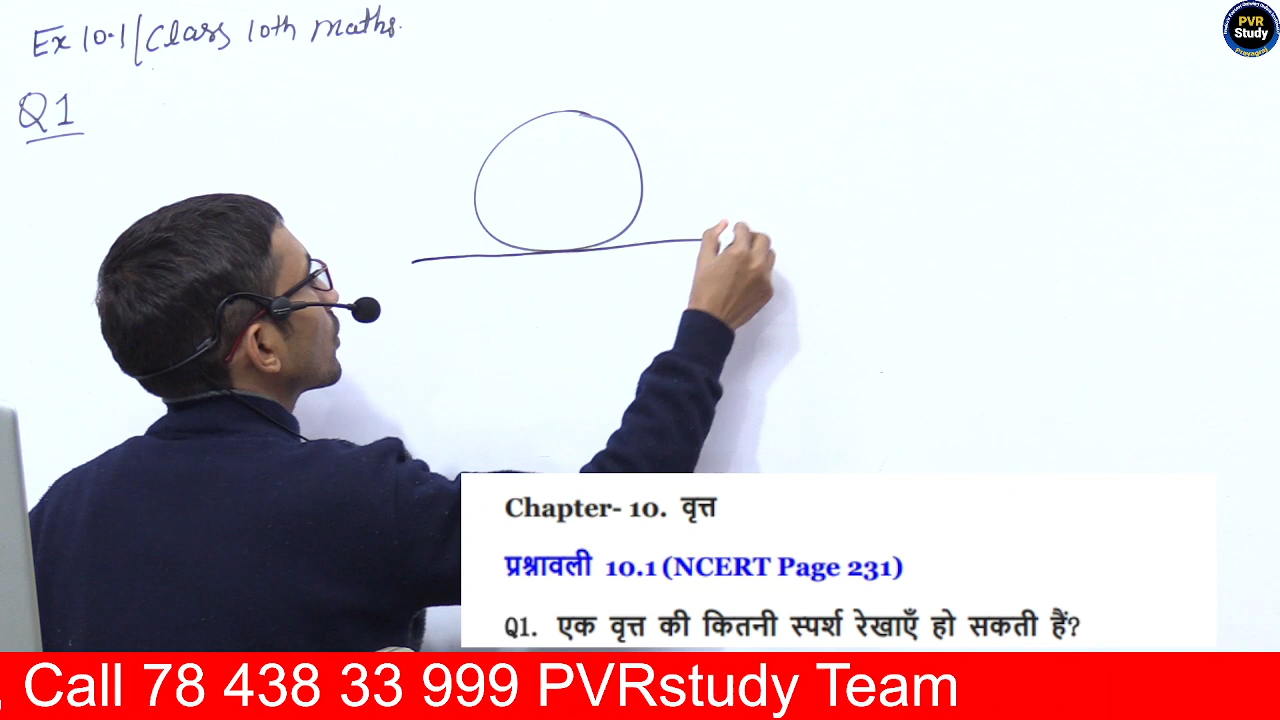 Ex 10.1 / Class 10th Maths.
Q1
PVR
Study
Prayagraj
Chapter- 10. वृत्त
प्रश्नावली 10.1 (NCERT Page 231)
Q1. एक वृत्त की कितनी स्पर्श रेखाएँ हो सकती हैं?
Call 78 438 33 999 PVRstudy Team